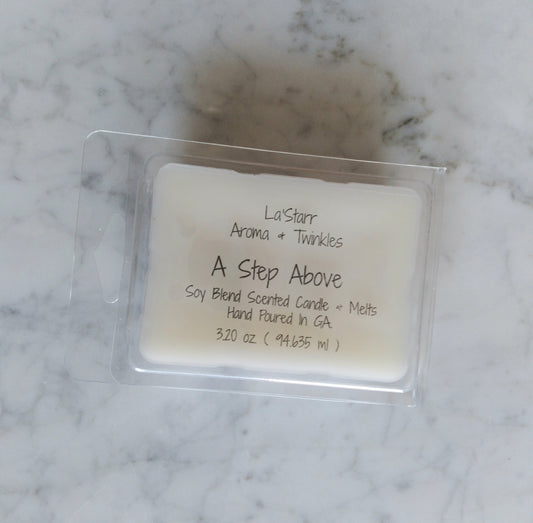 La'Starr
Aroma & Twinkles
A Step Above
Soy Blend Scented Candle & Melts
Hand Poured In GA
3.20 oz ( 94.635 ml )